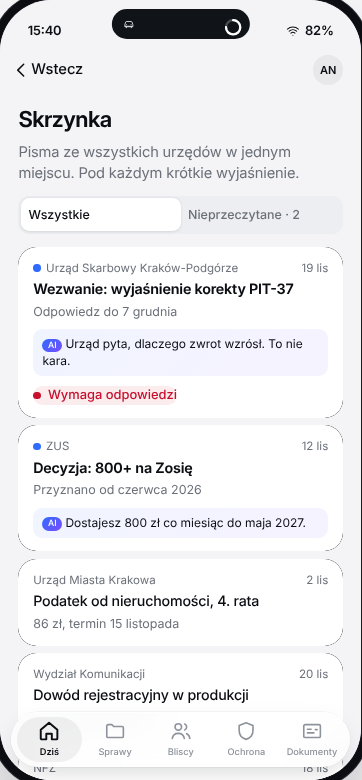 15:40
82%
Wstecz
AN
Skrzynka
Pisma ze wszystkich urzędów w jednym
miejscu. Pod każdym krótkie wyjaśnienie.
Wszystkie
Nieprzeczytane · 2
Urząd Skarbowy Kraków-Podgórze
19 lis
Wezwanie: wyjaśnienie korekty PIT-37
Odpowiedz do 7 grudnia
AI Urząd pyta, dlaczego zwrot wzrósł. To nie
kara.
Wymaga odpowiedzi
ZUS
12 lis
Decyzja: 800+ na Zosię
Przyznano od czerwca 2026
AI Dostajesz 800 zł co miesiąc do maja 2027.
Urząd Miasta Krakowa
2 lis
Podatek od nieruchomości, 4. rata
86 zł, termin 15 listopada
Wydział Komunikacji
20 lis
Dowód rejestracyjny w produkcji
Dziś
Sprawy
Bliscy
Ochrona
Dokumenty
NFZ
18 lis